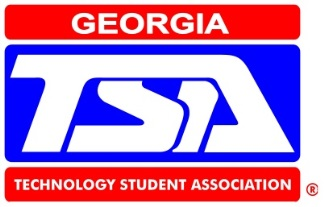 GEORGIA
TSA
TECHNOLOGY STUDENT ASSOCIATION ®